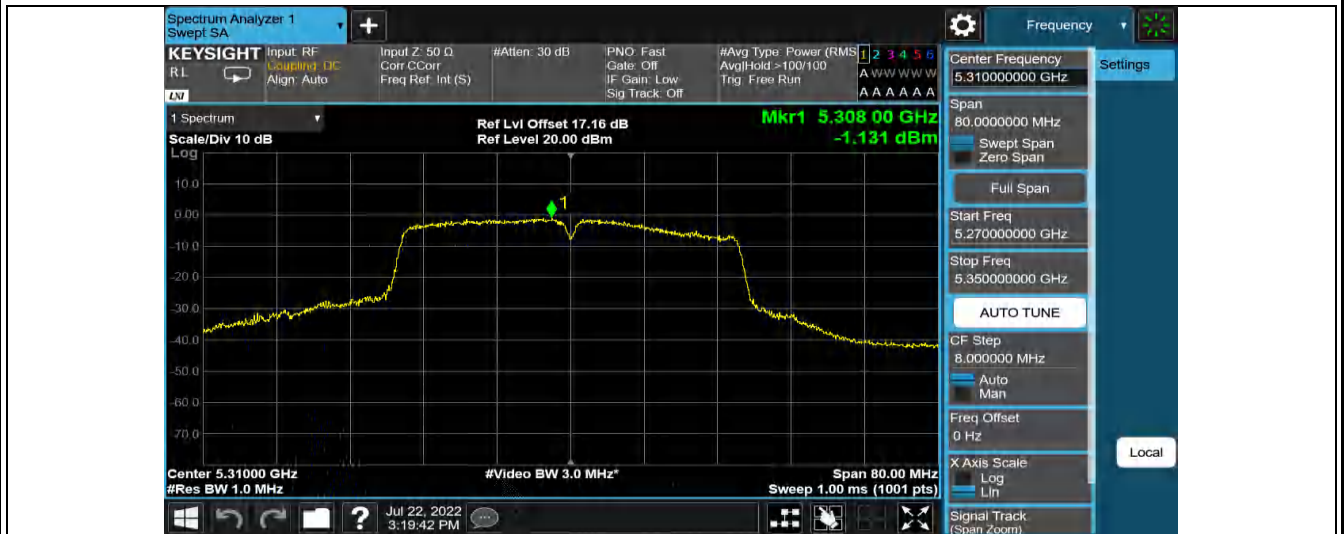 Spectrum Analyzer 1
Swept SA
+
Frequency
KEYSIGHT
RL
LXI
Input: RF
Coupling: DC
Align: Auto
Input Z: 50 Ω
Corr CCorr
Freq Ref: Int (S)
#Atten: 30 dB
PNO: Fast
Gate: Off
IF Gain: Low
Sig Track: Off
#Avg Type: Power (RMS
Avg|Hold:>100/100
Trig: Free Run
1 2 3 4 5 6
A W W W W W
A A A A A A
1 Spectrum
Scale/Div 10 dB
Log
Ref Lvl Offset 17.16 dB
Ref Level 20.00 dBm
Mkr1 5.308 00 GHz
-1.131 dBm
10.0
0.00
-10.0
-20.0
-30.0
-40.0
-50.0
-60.0
-70.0
1
Center 5.31000 GHz
#Res BW 1.0 MHz
#Video BW 3.0 MHz*
Span 80.00 MHz
Sweep 1.00 ms (1001 pts)
Center Frequency
5.310000000 GHz
Settings
Span
80.0000000 MHz
Swept Span
Zero Span
Full Span
Start Freq
5.270000000 GHz
Stop Freq
5.350000000 GHz
AUTO TUNE
CF Step
8.000000 MHz
Auto
Man
Freq Offset
0 Hz
X Axis Scale
Log
Lin
Signal Track
(Span Zoom)
Local
?
Jul 22, 2022
3:19:42 PM